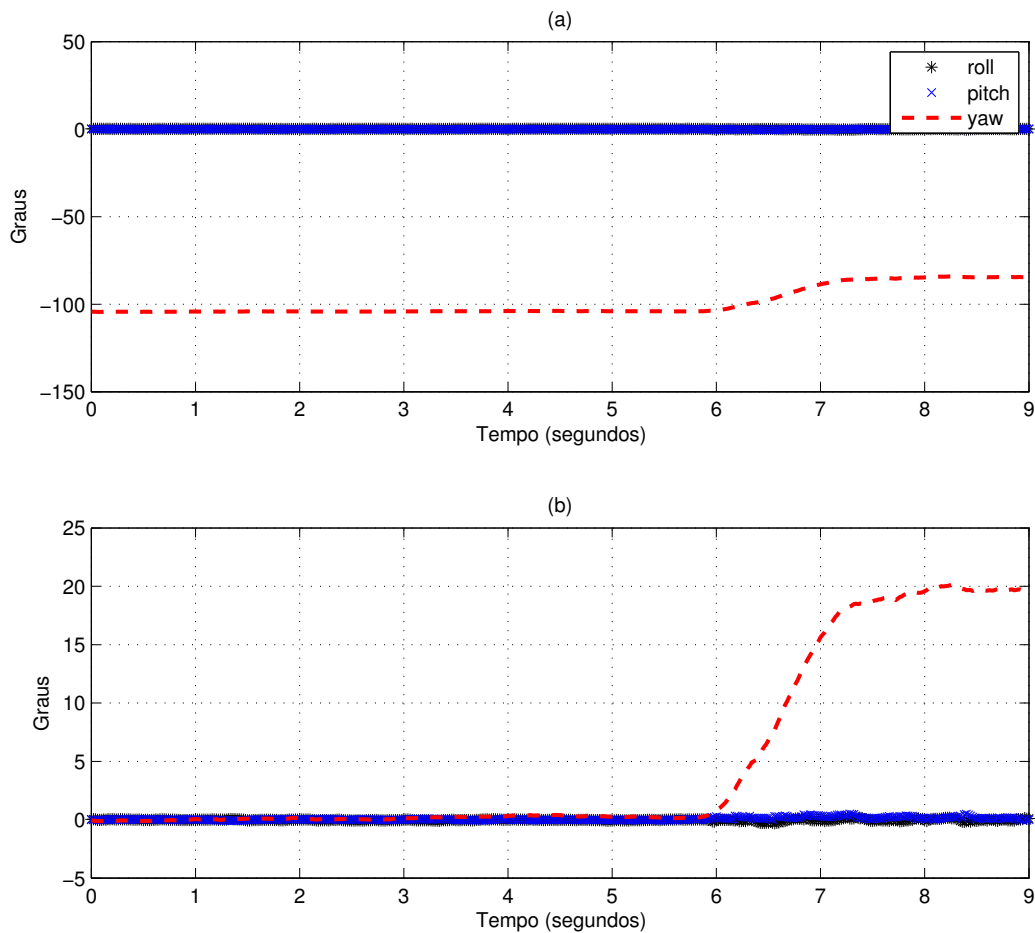 (a)
50
0
−50
−100
−150
Graus
roll
pitch
yaw
0 1 2 3 4 5 6 7 8 9
Tempo (segundos)
(b)
25
20
15
10
5
0
−5
Graus
0 1 2 3 4 5 6 7 8 9
Tempo (segundos)